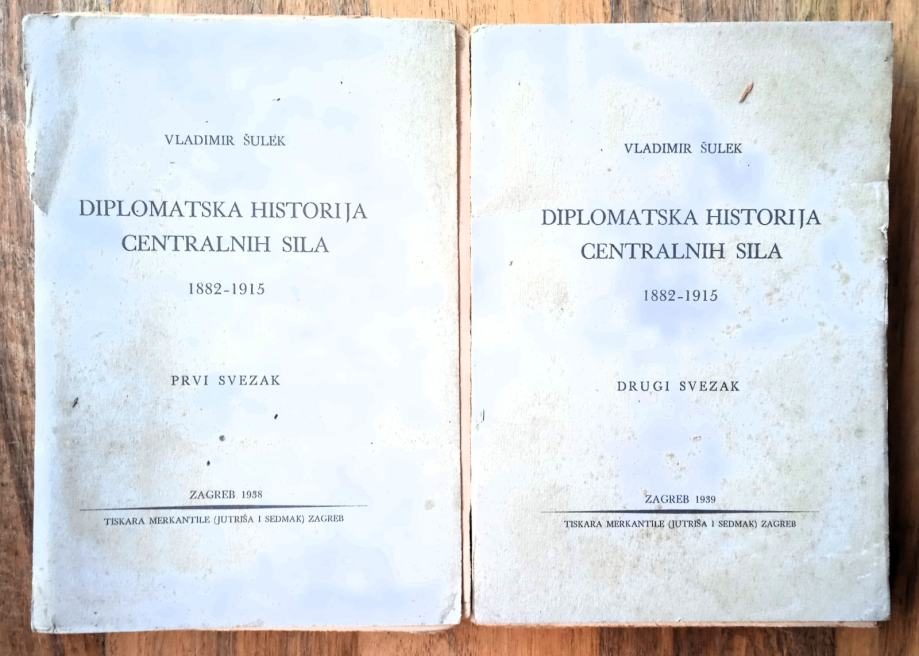 VLADIMIR ŠULEK
DIPLOMATSKA HISTORIJA
CENTRALNIH SILA
1882-1915
PRVI SVEZAK
ZAGREB 1938
TISKARA MERKANTILE (JUTRIŠA I SEDMAK) ZAGREB
VLADIMIR ŠULEK
DIPLOMATSKA HISTORIJA
CENTRALNIH SILA
1882-1915
DRUGI SVEZAK
ZAGREB 1939
TISKARA MERKANTILE (JUTRIŠA I SEDMAK) ZAGREB